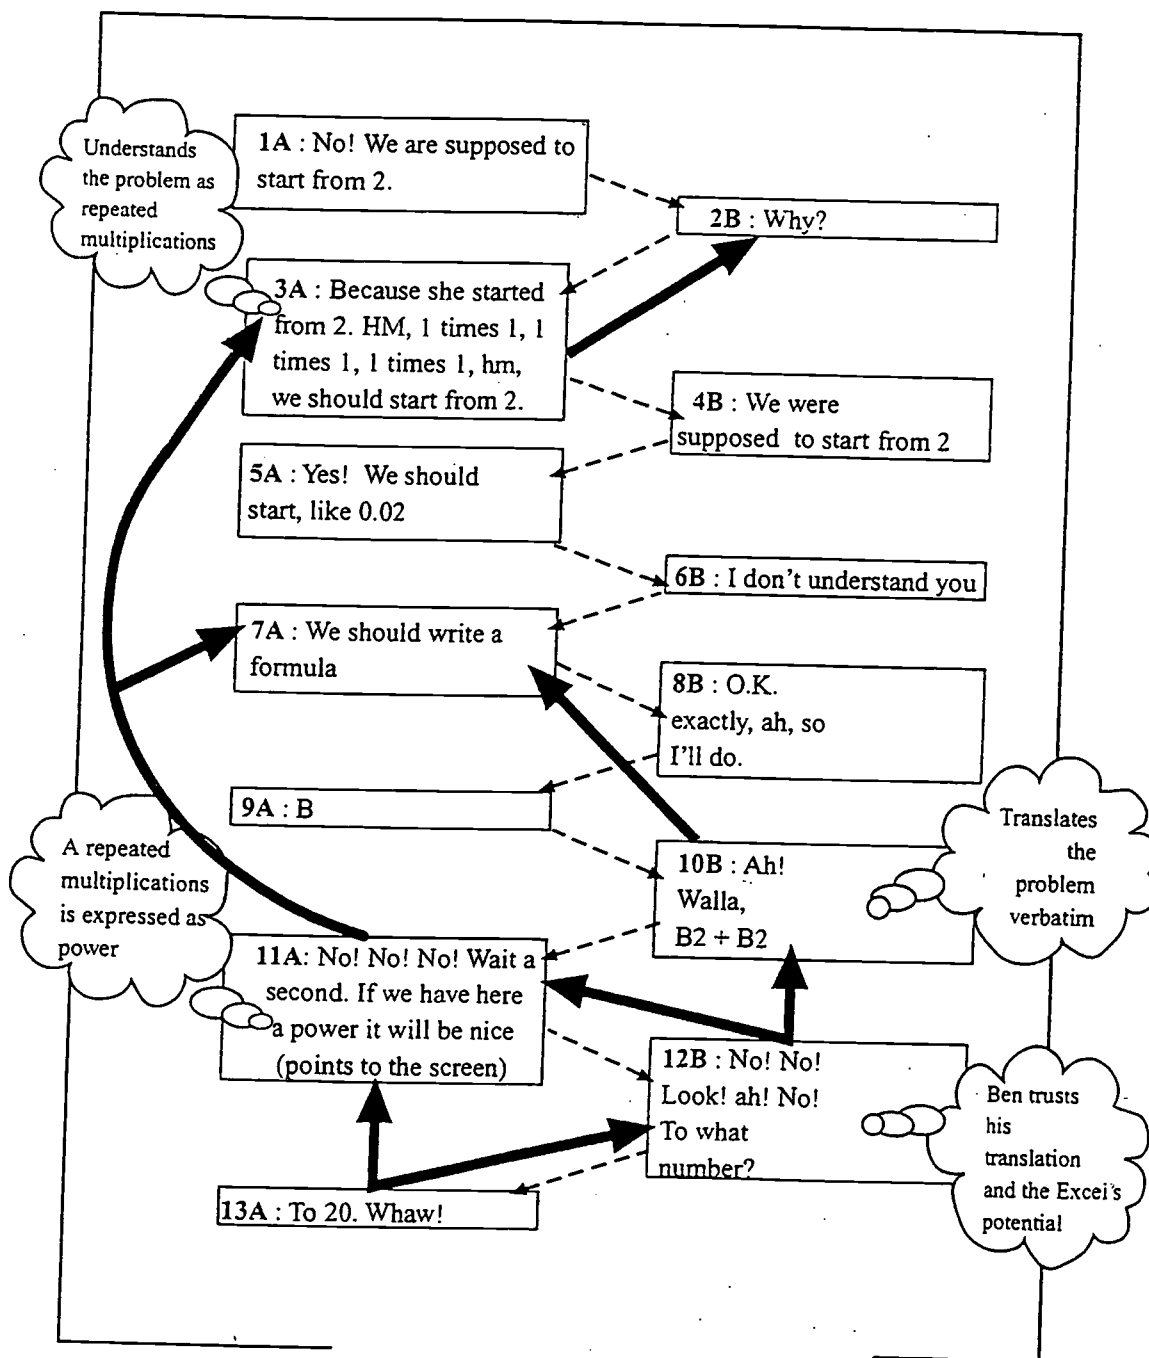 Understands
the problem as
repeated
multiplications
1A : No! We are supposed to
start from 2.
2B : Why?
3A : Because she started
from 2. HM, 1 times 1, 1
times 1, 1 times 1, hm,
we should start from 2.
4B : We were
supposed to start from 2
5A : Yes! We should
start, like 0.02
6B : I don't understand you
7A : We should write a
formula
8B : O.K.
exactly, ah, so
I'll do.
9A : B
Translates
the
problem
verbatim
10B : Ah!
Walla,
B2 + B2
A repeated
multiplications
is expressed as
power
11A: No! No! No! Wait a
second. If we have here
a power it will be nice
(points to the screen)
12B : No! No!
Look! ah! No!
To what
number?
Ben trusts
his
translation
and the Excel's
potential
13A : To 20. Whaw!